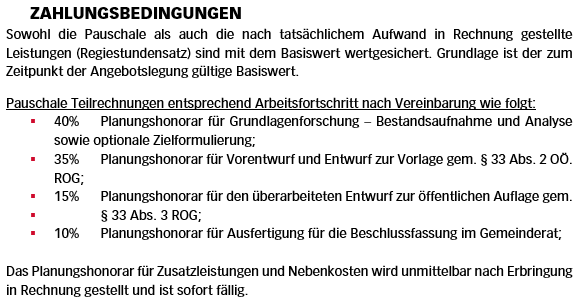 ZAHLUNGSBEDINGUNGEN
Sowohl die Pauschale als auch die nach tatsächlichem Aufwand in Rechnung gestellte
Leistungen (Regiestundensatz) sind mit dem Basiswert wertgesichert. Grundlage ist der zum
Zeitpunkt der Angebotslegung gültige Basiswert.
Pauschale Teilrechnungen entsprechend Arbeitsfortschritt nach Vereinbarung wie folgt:
▪ 40% Planungshonorar für Grundlagenforschung – Bestandsaufnahme und Analyse
sowie optionale Zielformulierung;
▪ 35% Planungshonorar für Vorentwurf und Entwurf zur Vorlage gem. § 33 Abs. 2 OÖ.
ROG;
▪ 15% Planungshonorar für den überarbeiteten Entwurf zur öffentlichen Auflage gem.
▪ § 33 Abs. 3 ROG;
▪ 10% Planungshonorar für Ausfertigung für die Beschlussfassung im Gemeinderat;
Das Planungshonorar für Zusatzleistungen und Nebenkosten wird unmittelbar nach Erbringung
in Rechnung gestellt und ist sofort fällig.